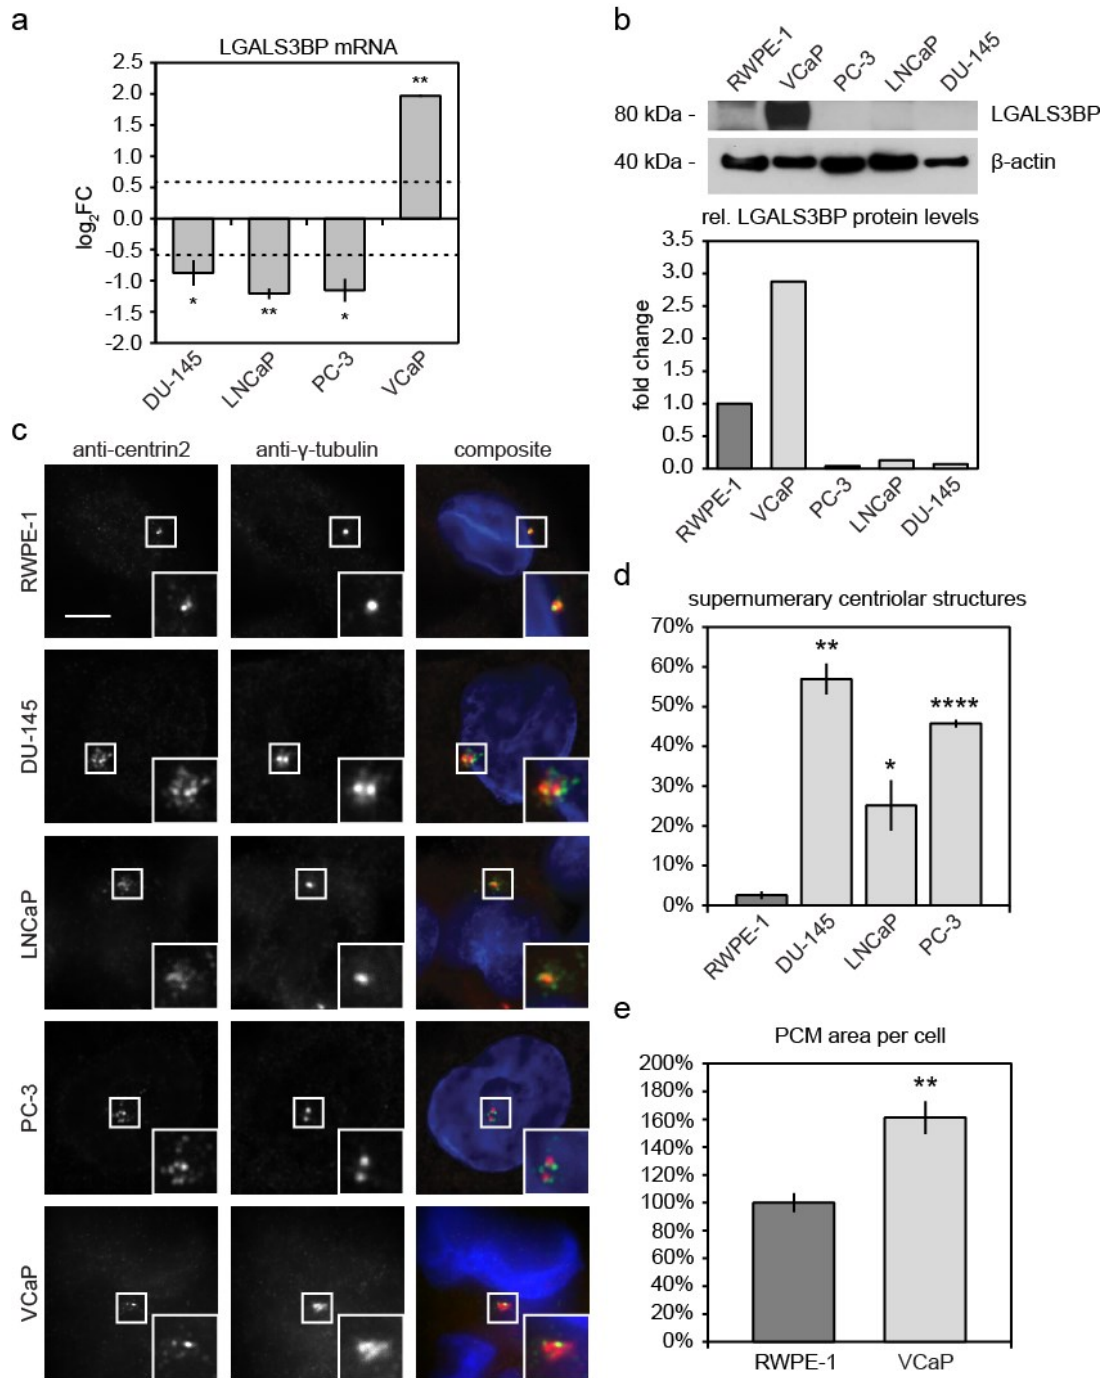 a
LGALS3BP mRNA
log2FC
2.5
2.0
1.5
1.0
0.5
0.0
-0.5
-1.0
-1.5
-2.0
**
*
**
*
DU-145
LNCaP
PC-3
VCaP
b
RWPE-1
VCaP
PC-3
LNCaP
DU-145
80 kDa -
LGALS3BP
40 kDa -
β-actin
rel. LGALS3BP protein levels
fold change
3.5
3.0
2.5
2.0
1.5
1.0
0.5
0.0
RWPE-1
VCaP
PC-3
LNCaP
DU-145
c
anti-centrin2
anti-γ-tubulin
composite
RWPE-1
DU-145
LNCaP
PC-3
VCaP
d
supernumerary centriolar structures
70%
60%
50%
40%
30%
20%
10%
0%
**
*
****
RWPE-1
DU-145
LNCaP
PC-3
e
PCM area per cell
200%
180%
160%
140%
120%
100%
80%
60%
40%
20%
0%
**
RWPE-1
VCaP